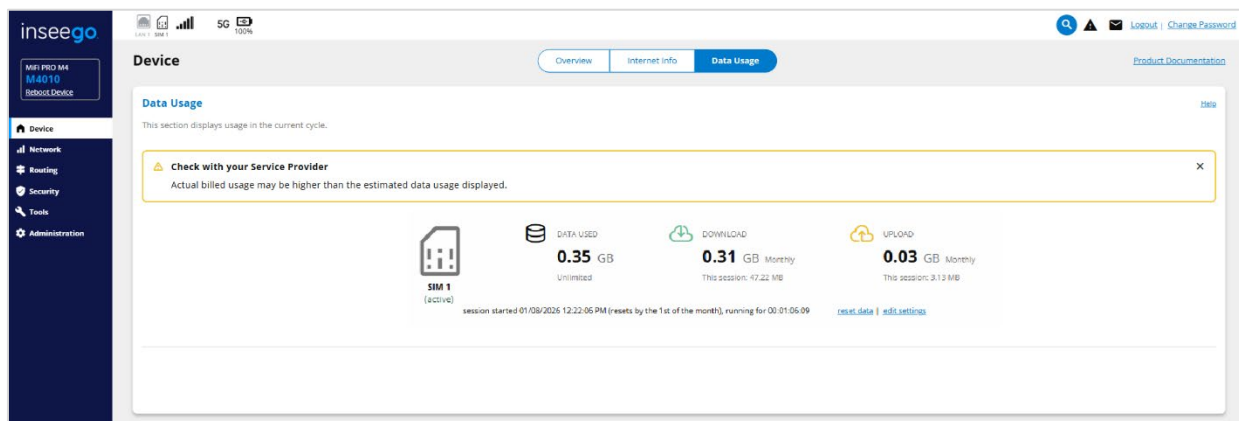 inseego
LAN 1 SIM 1
5G
100%
Logout | Change Password
MiFi PRO M4
M4010
Reboot Device
Device
Network
Routing
Security
Tools
Administration
Device
Overview
Internet Info
Data Usage
Product Documentation
Data Usage
Help
This section displays usage in the current cycle.
Check with your Service Provider
Actual billed usage may be higher than the estimated data usage displayed.
SIM 1
(active)
DATA USED
0.35 GB
Unlimited
DOWNLOAD
0.31 GB Monthly
This session: 47.22 MB
UPLOAD
0.03 GB Monthly
This session: 3.13 MB
session started 01/08/2026 12:22:06 PM (resets by the 1st of the month), running for 00:01:06:09
reset data | edit settings